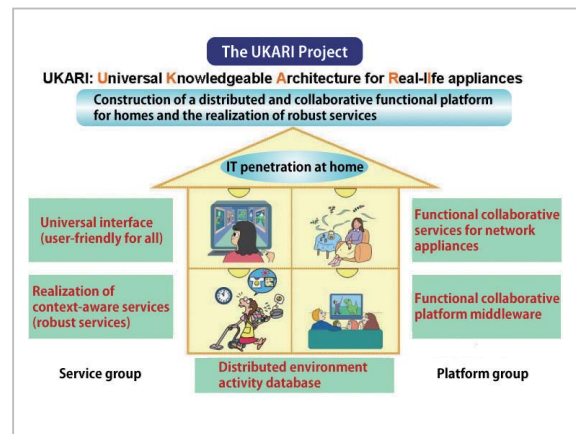 The UKARI Project
UKARI: Universal Knowledgeable Architecture for Real-life appliances
Construction of a distributed and collaborative functional platform
for homes and the realization of robust services
IT penetration at home
Universal interface
(user-friendly for all)
Functional collaborative
services for network
appliances
Realization of
context-aware services
(robust services)
Functional collaborative
platform middleware
Service group
Distributed environment
activity database
Platform group